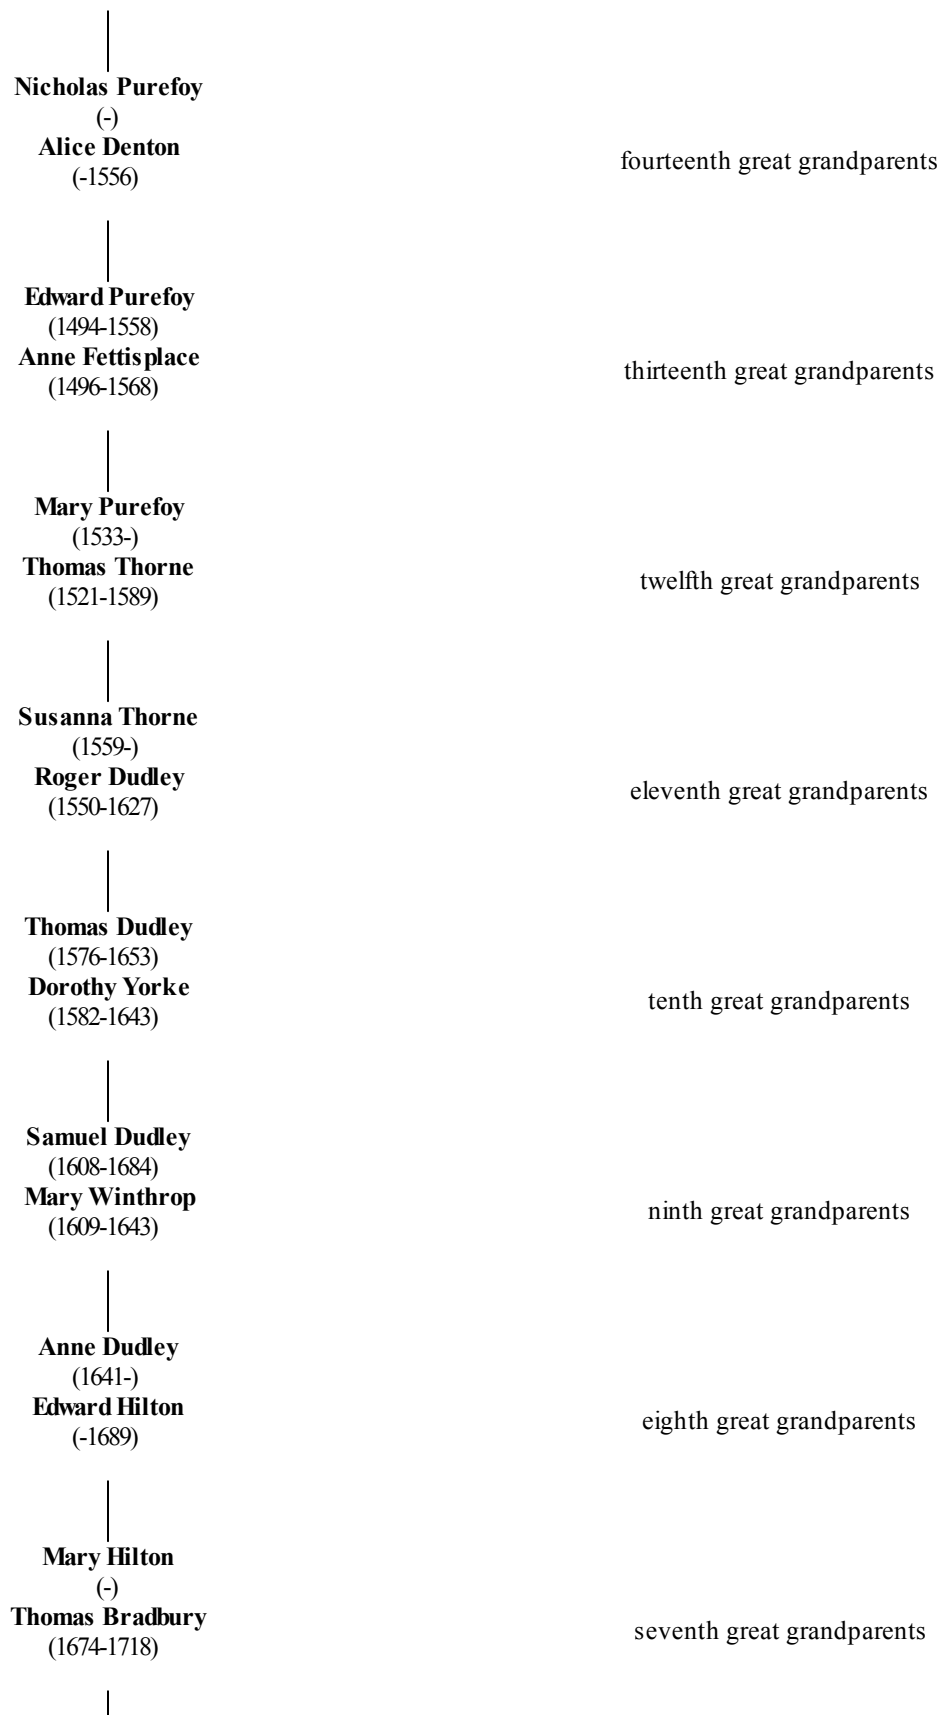 Nicholas Purefoy
(-)
Alice Denton
(-1556)
fourteenth great grandparents
Edward Purefoy
(1494-1558)
Anne Fettisplace
(1496-1568)
thirteenth great grandparents
Mary Purefoy
(1533-)
Thomas Thorne
(1521-1589)
twelfth great grandparents
Susanna Thorne
(1559-)
Roger Dudley
(1550-1627)
eleventh great grandparents
Thomas Dudley
(1576-1653)
Dorothy Yorke
(1582-1643)
tenth great grandparents
Samuel Dudley
(1608-1684)
Mary Winthrop
(1609-1643)
ninth great grandparents
Anne Dudley
(1641-)
Edward Hilton
(-1689)
eighth great grandparents
Mary Hilton
(-)
Thomas Bradbury
(1674-1718)
seventh great grandparents